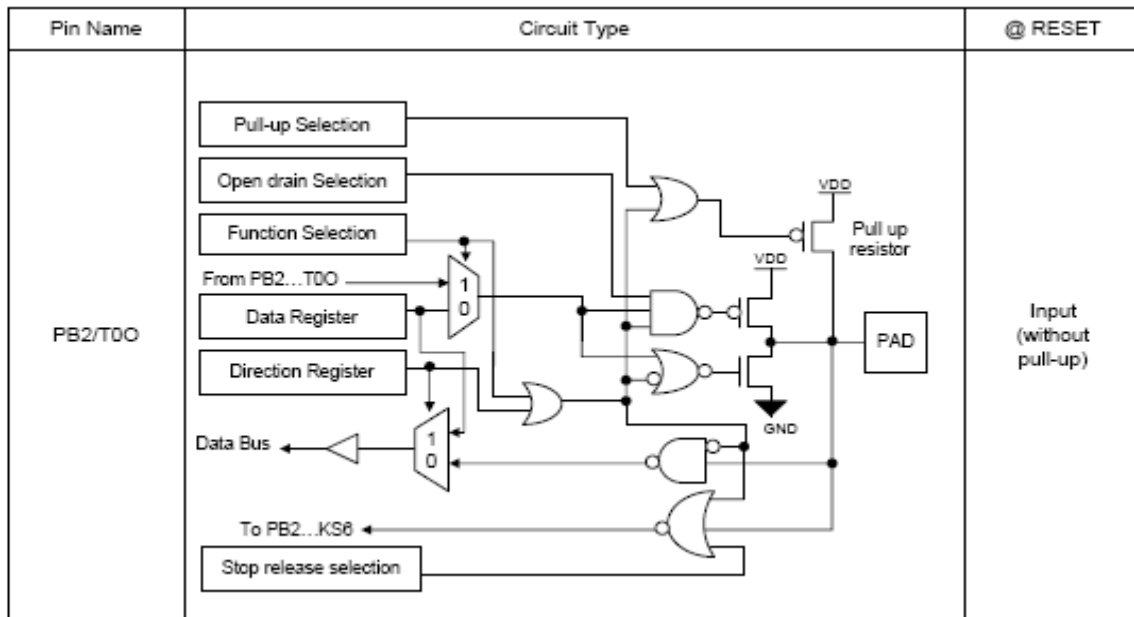 Pin Name
Circuit Type
@ RESET
PB2/T0O
Pull-up Selection
Open drain Selection
Function Selection
From PB2...T0O
Data Register
Direction Register
Data Bus
To PB2...KS6
Stop release selection
1
0
1
0
VDD
Pull up
resistor
VDD
PAD
GND
Input
(without
pull-up)